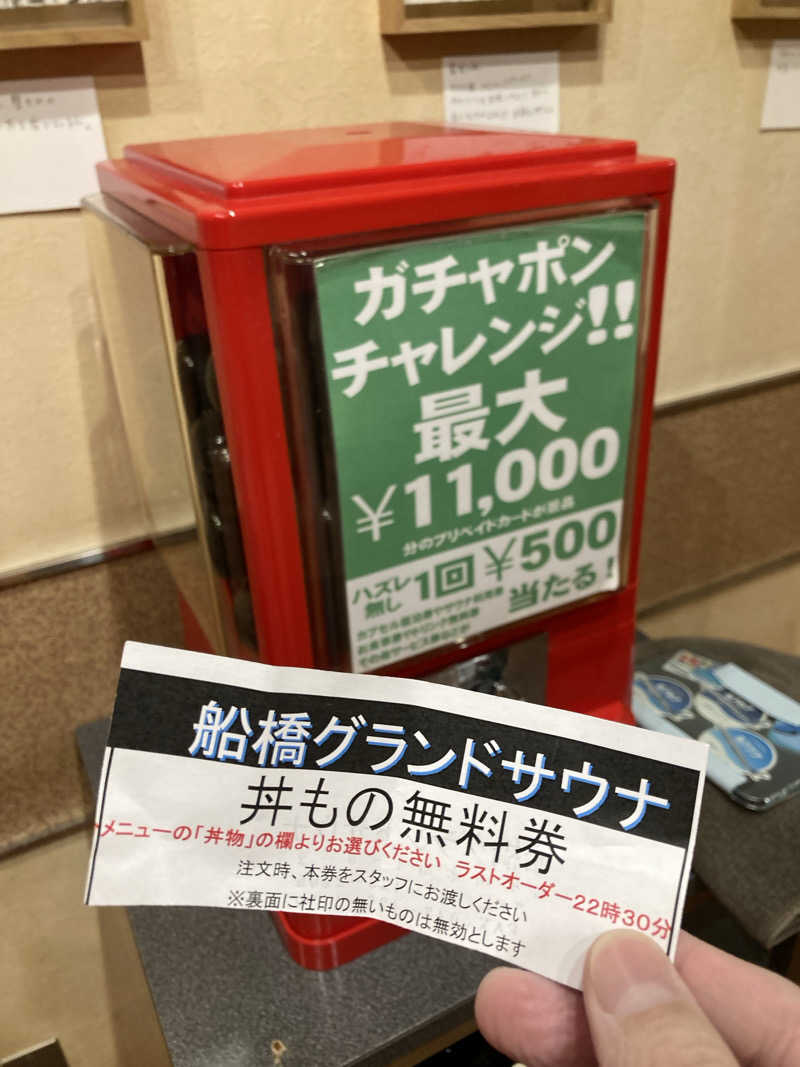 ガチャポン
チャレンジ!!
最大
¥11,000
分のプリペイドカードが景品
ハズレ
無し
1回¥500
当たる!
船橋グランドサウナ
丼もの無料券
メニューの「丼物」の欄よりお選びください ラストオーダー22時30分
注文時、本券をスタッフにお渡しください
※裏面に社印の無いものは無効とします